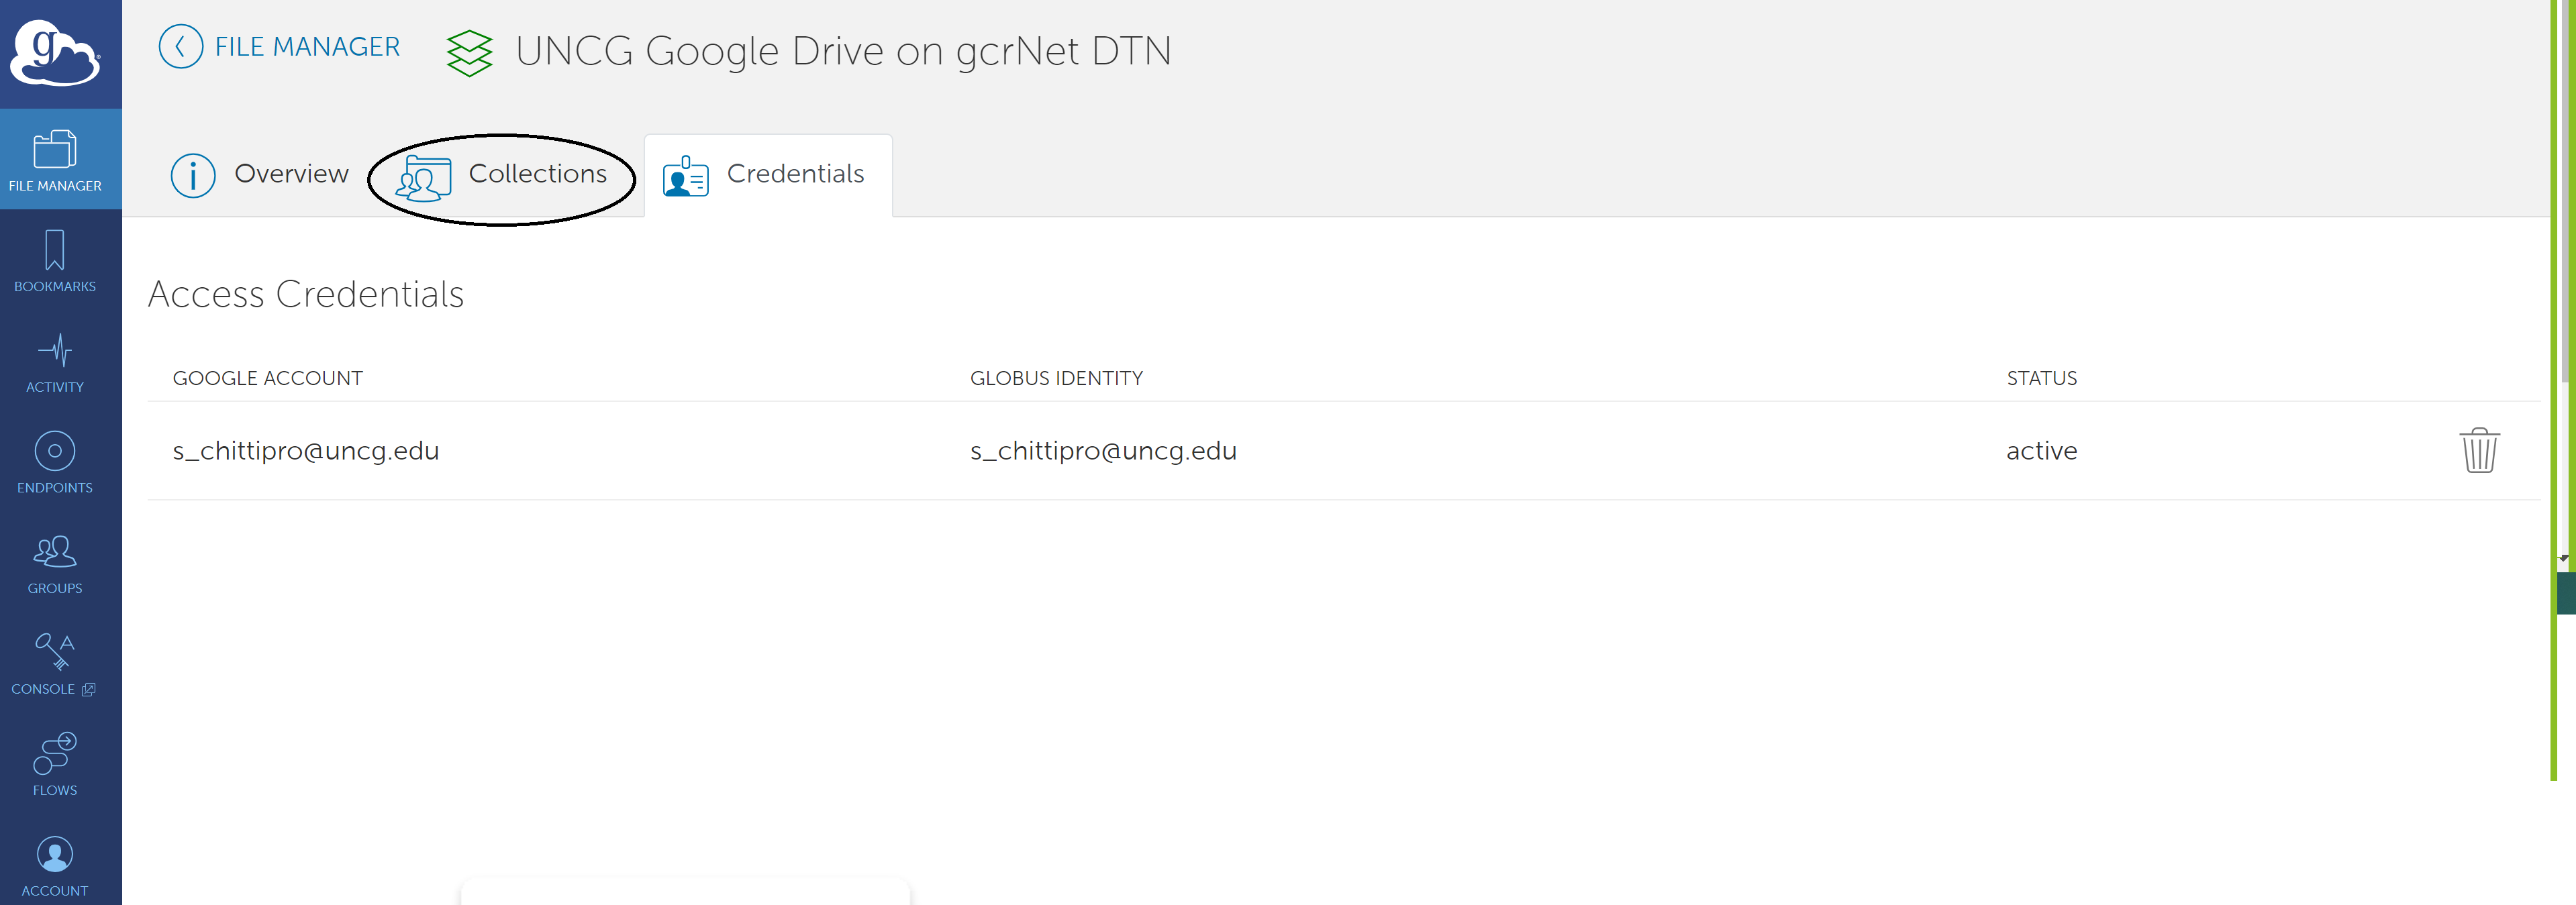 g
FILE MANAGER
UNCG Google Drive on gcrNet DTN
Overview
Collections
Credentials
FILE MANAGER
BOOKMARKS
ACTIVITY
ENDPOINTS
GROUPS
CONSOLE
FLOWS
ACCOUNT
Access Credentials
GOOGLE ACCOUNT GLOBUS IDENTITY STATUS
s_chittipro@uncg.edu s_chittipro@uncg.edu active